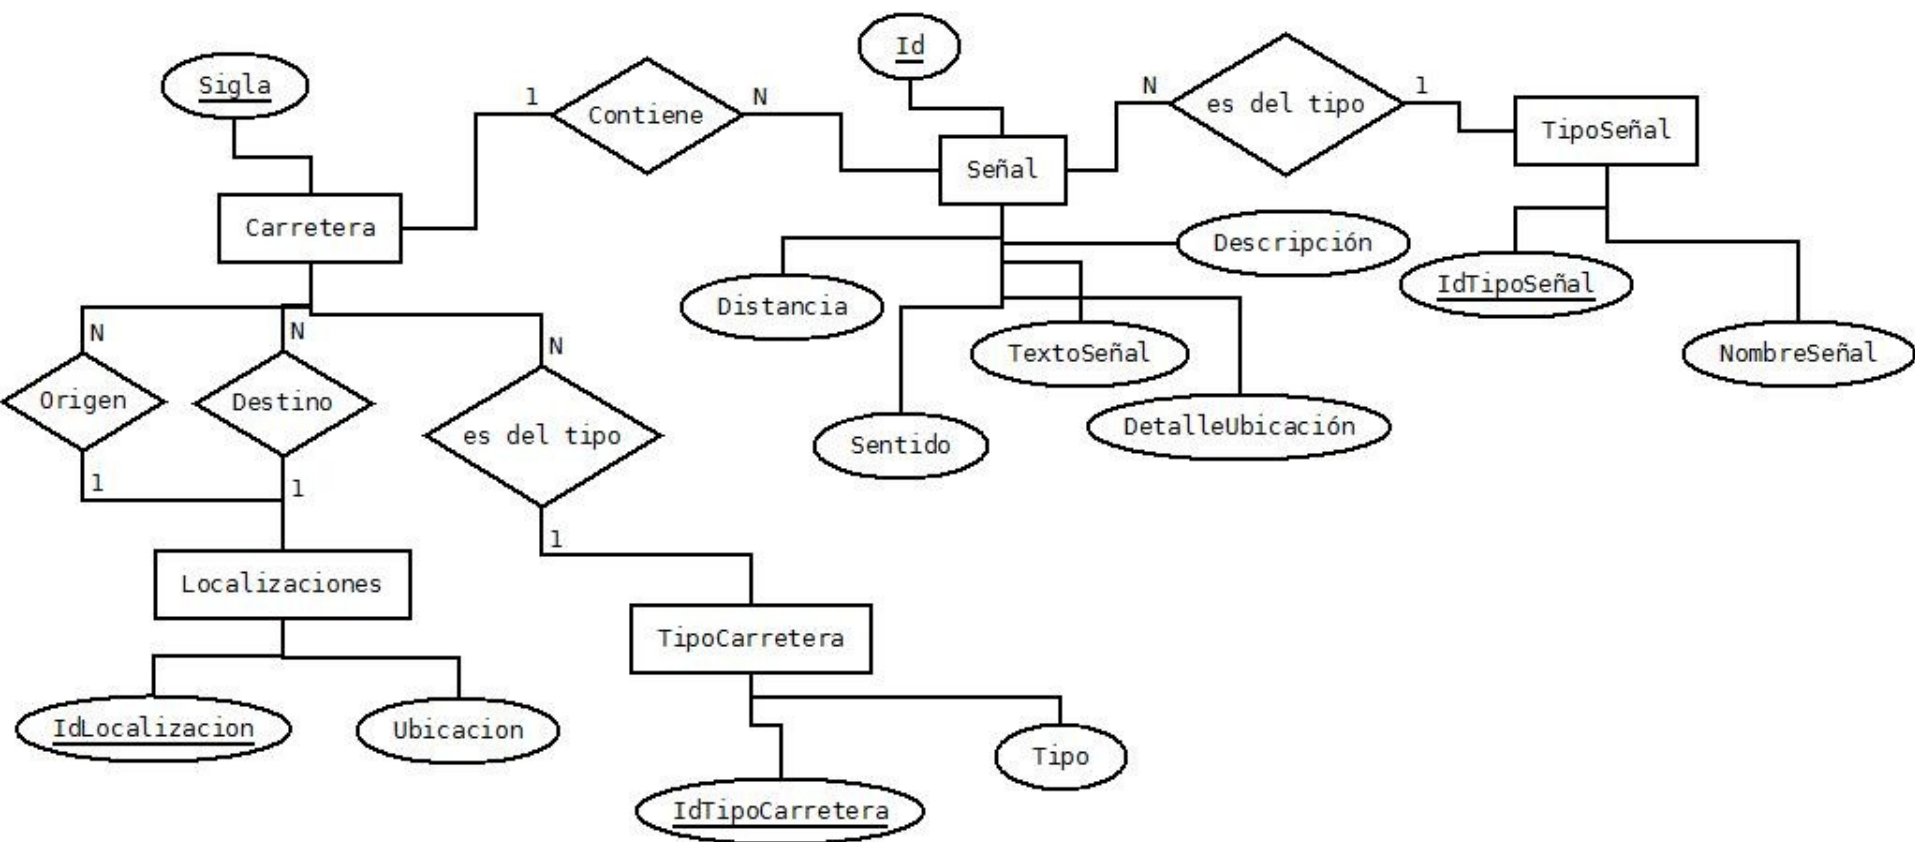 Id
Sigla
1
Contiene
N
N
es del tipo
1
TipoSeñal
Señal
Carretera
Descripción
Distancia
IdTipoSeñal
TextoSeñal
NombreSeñal
N
N
N
Origen
Destino
es del tipo
Sentido
DetalleUbicación
1
1
1
Localizaciones
TipoCarretera
IdLocalizacion
Ubicacion
Tipo
IdTipoCarretera